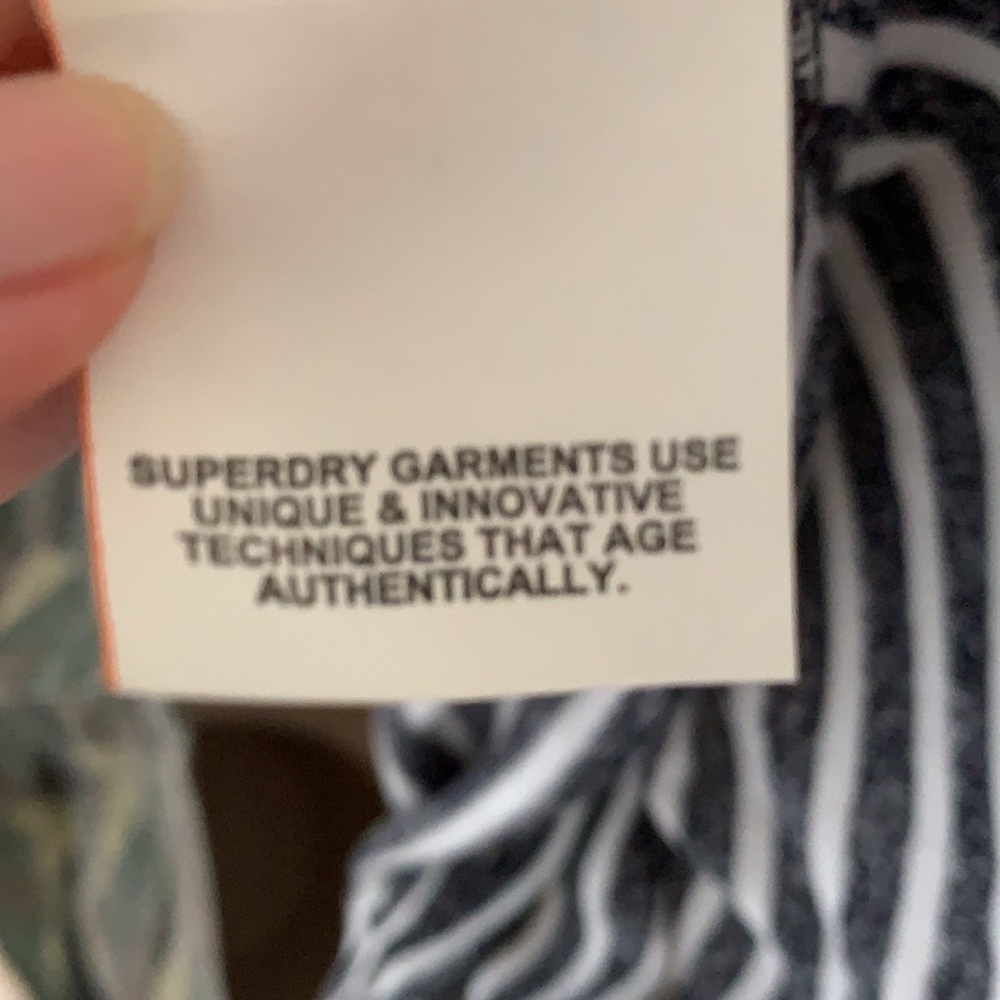 SUPERDRY GARMENTS USE
UNIQUE & INNOVATIVE
TECHNIQUES THAT AGE
AUTHENTICALLY.